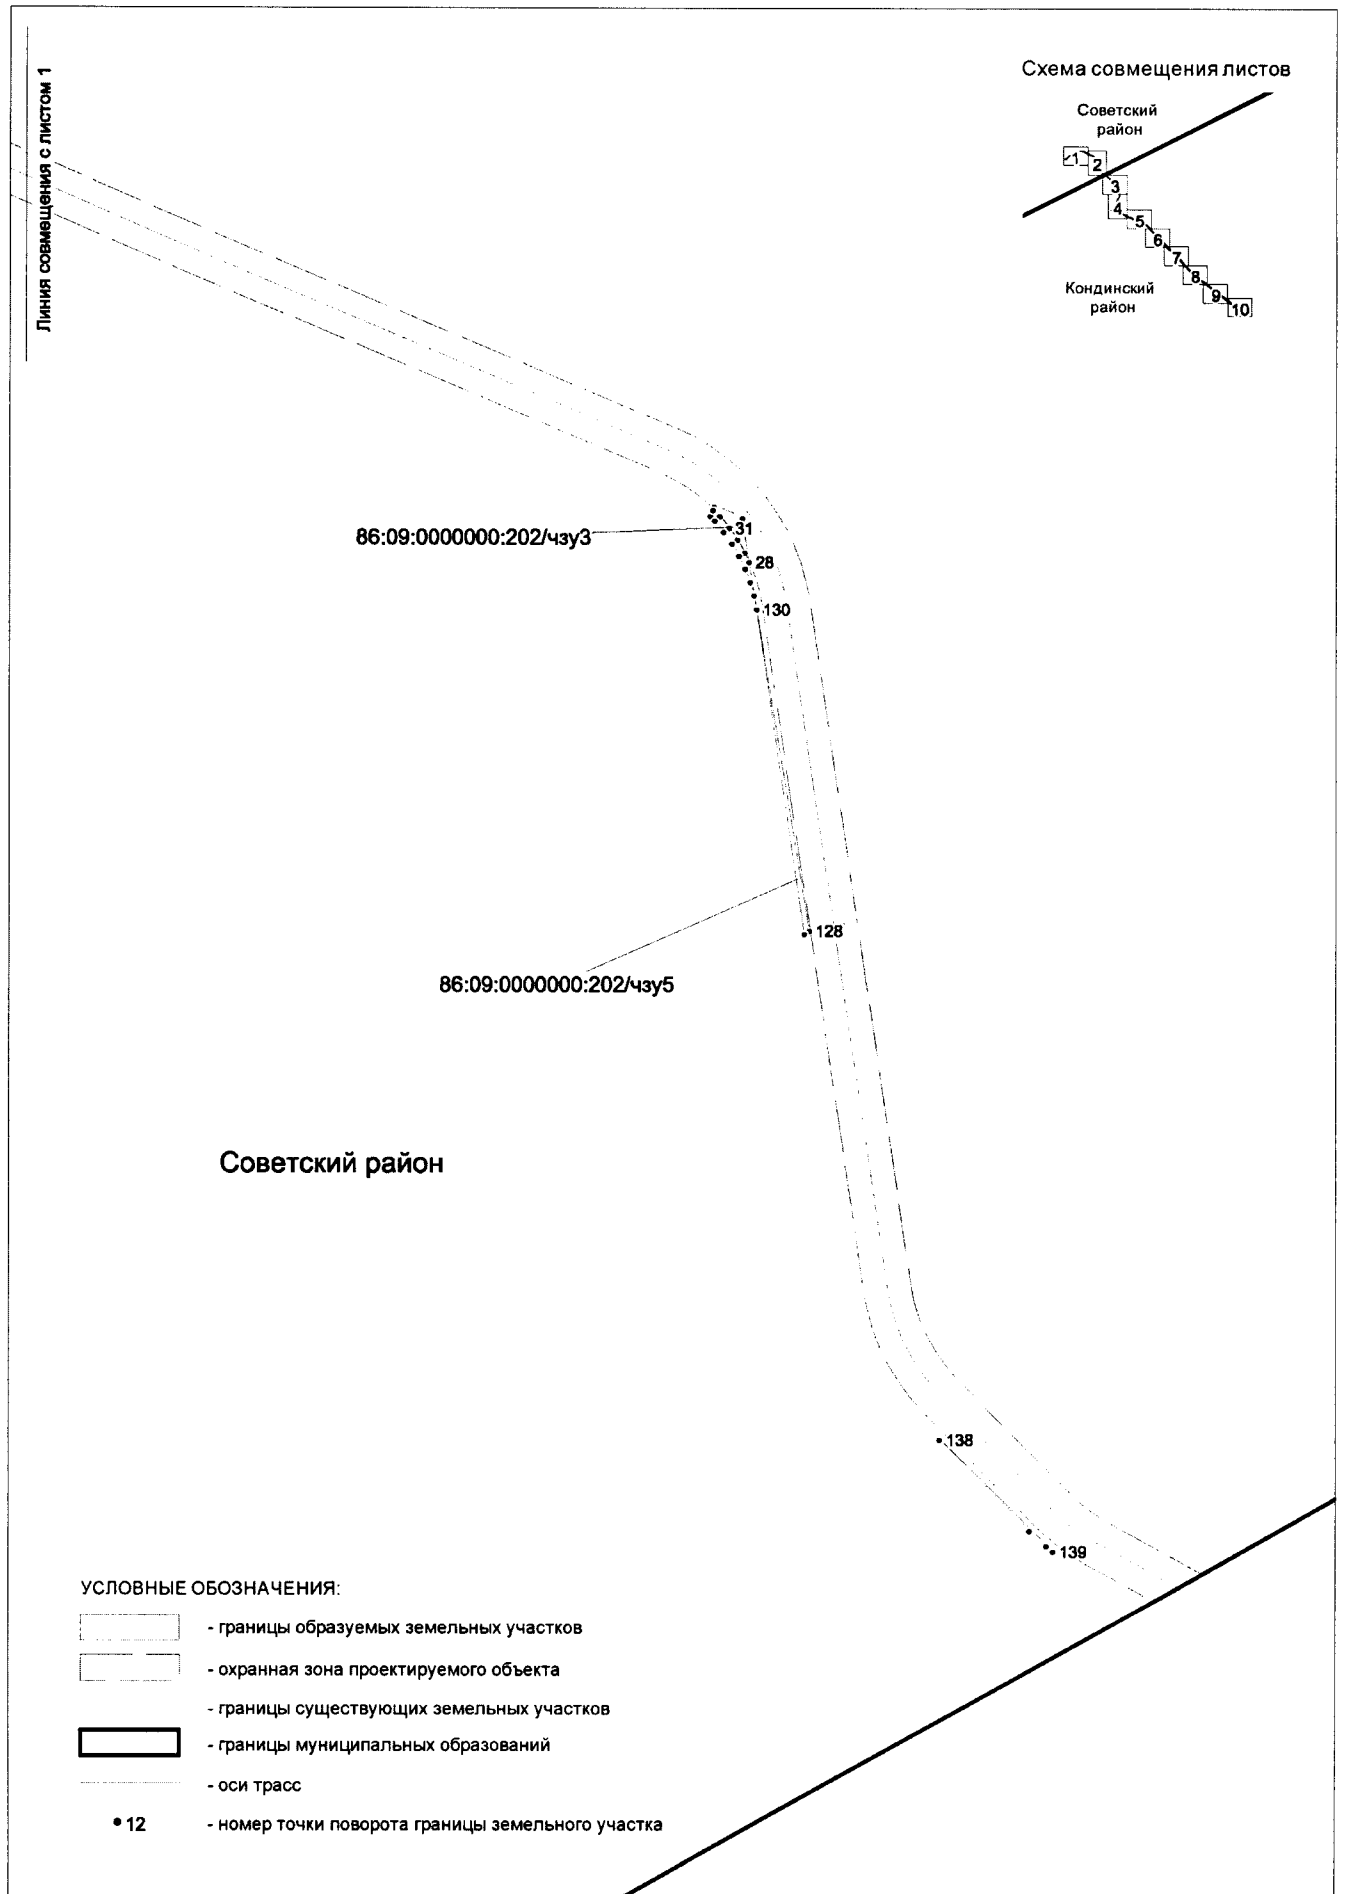 Линия совмещения с листом 1
Схема совмещения листов
Советский
район
1
2
3
4
5
6
7
8
9
10
Кондинский
район
86:09:0000000:202/чзу3
31
28
130
128
86:09:0000000:202/чзу5
Советский район
138
139
УСЛОВНЫЕ ОБОЗНАЧЕНИЯ:
- границы образуемых земельных участков
- охранная зона проектируемого объекта
- границы существующих земельных участков
- границы муниципальных образований
- оси трасс
12 - номер точки поворота границы земельного участка